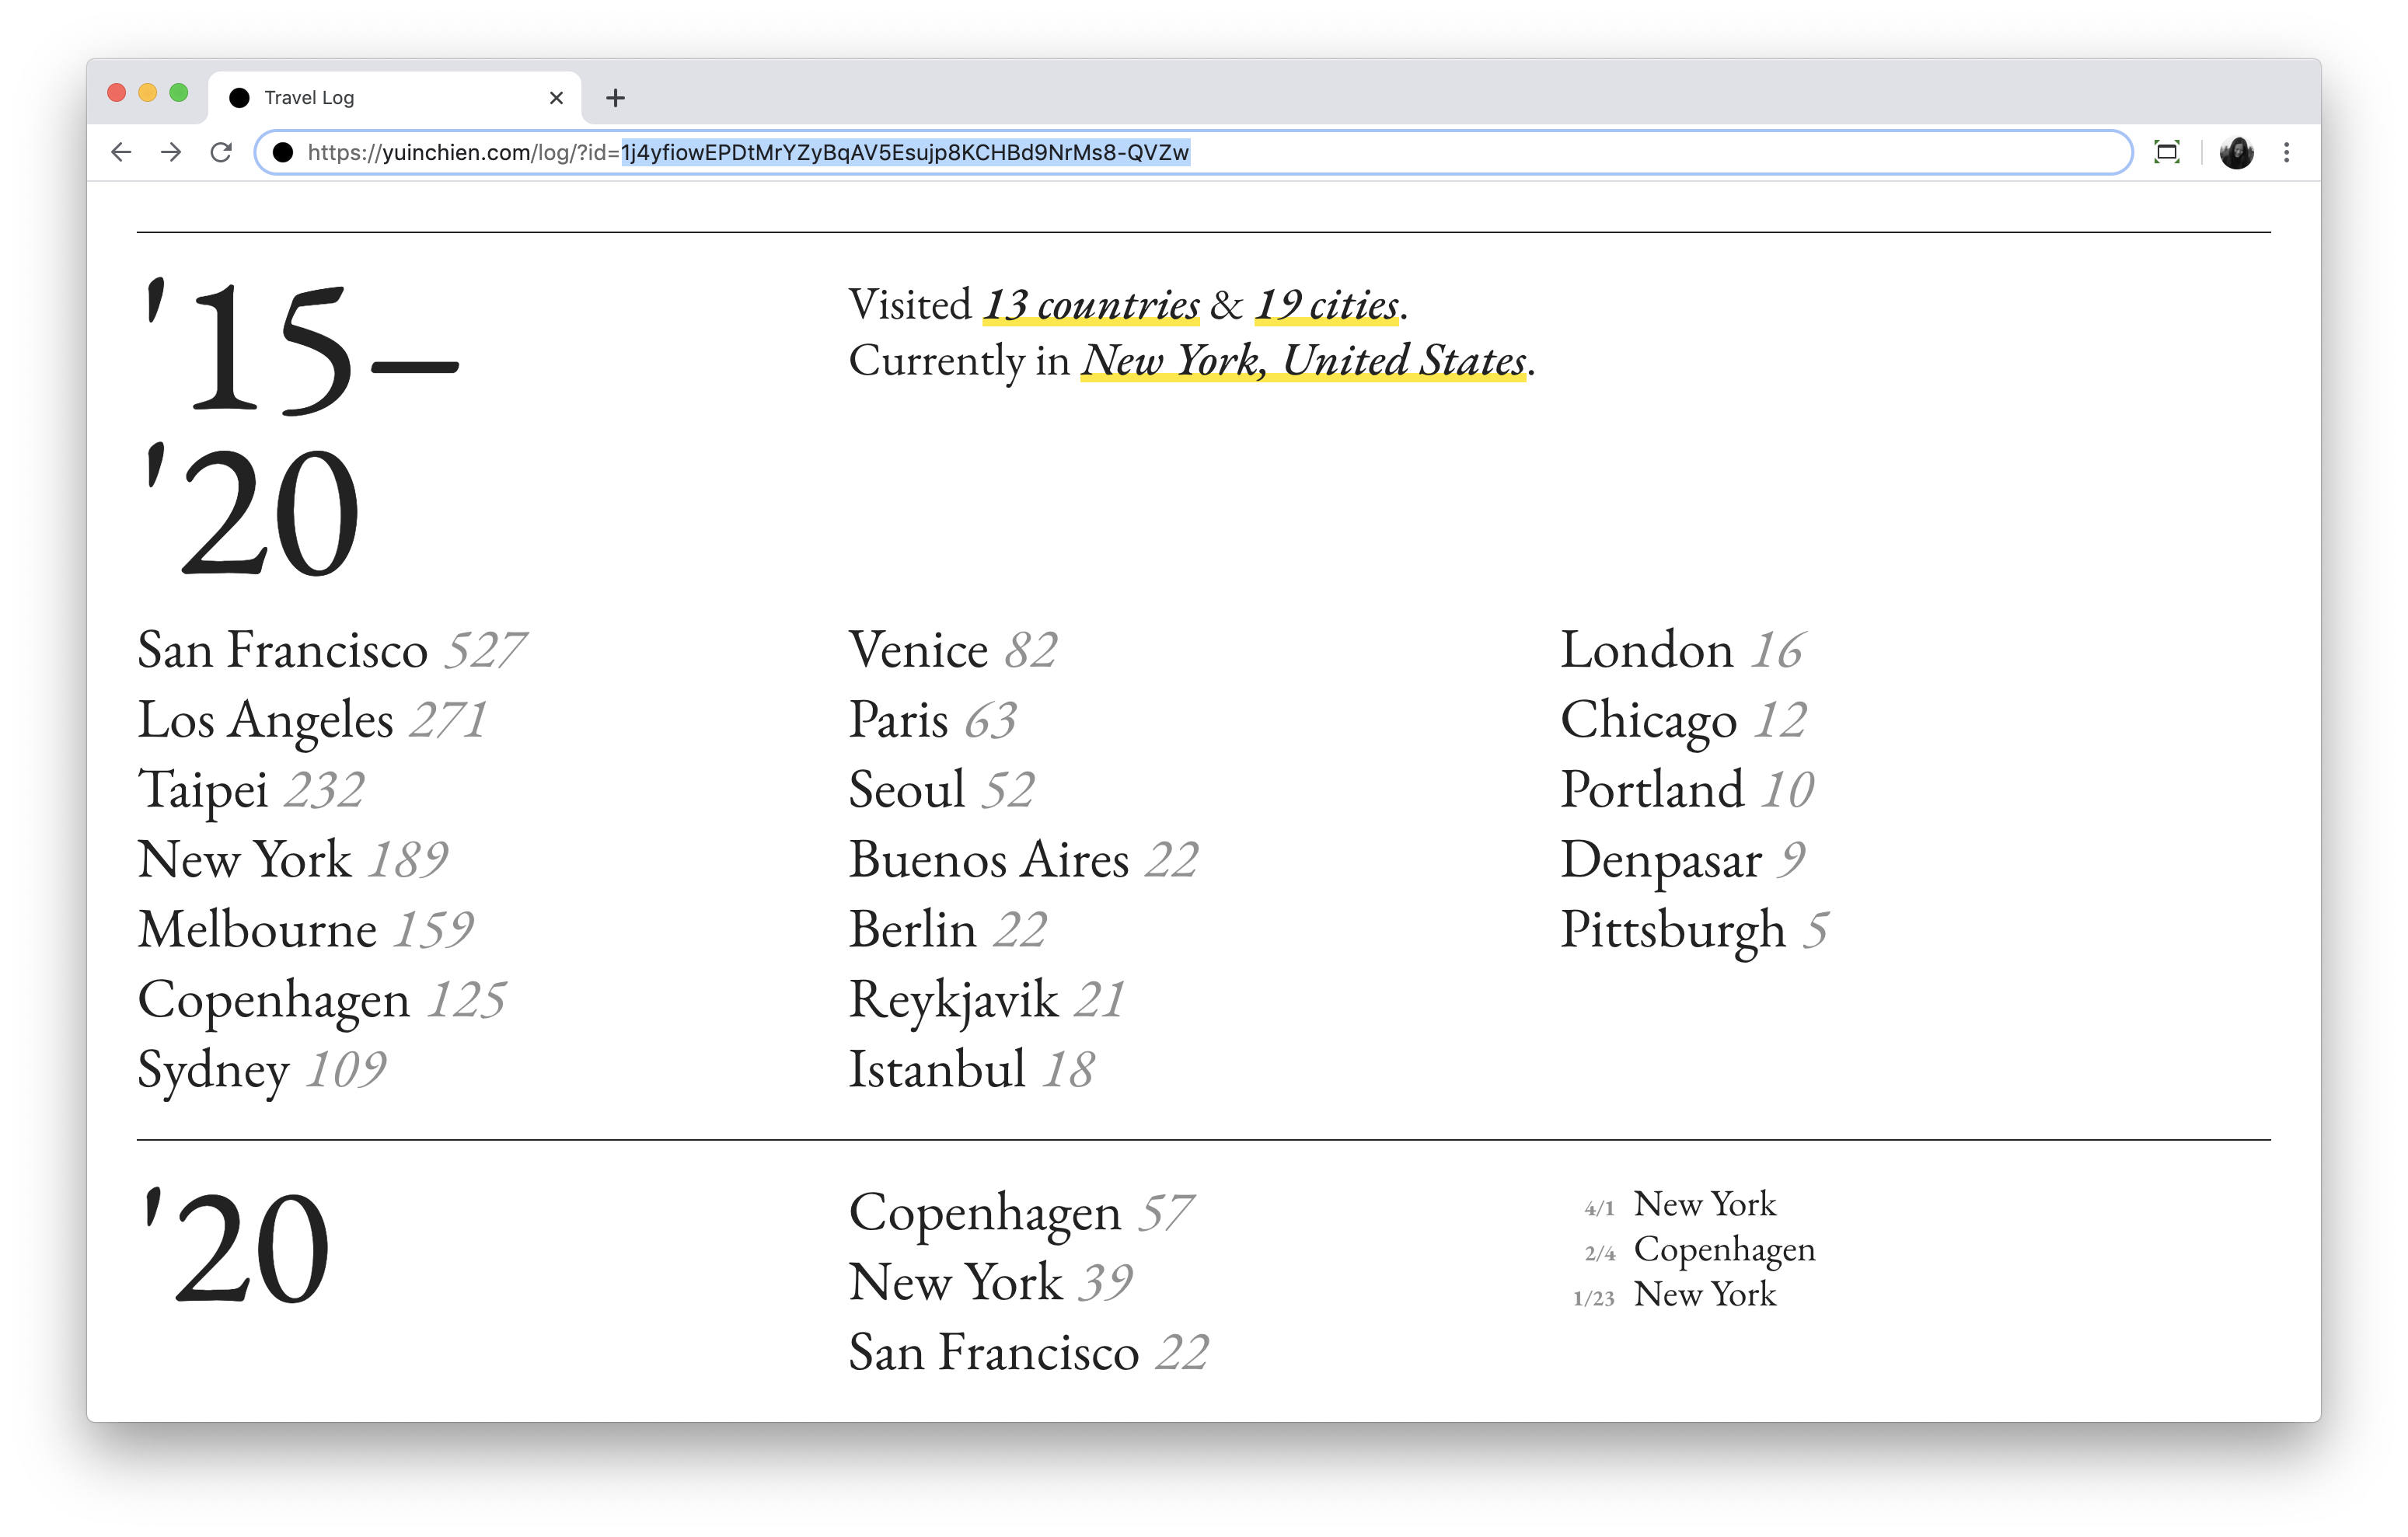 Travel Log
https://yuinchien.com/log/?id=1j4yfiowEPDtMrYZyBqAV5Esujp8KCHBd9NrMs8-QVZw
'15–
'20
Visited 13 countries & 19 cities.
Currently in New York, United States.
San Francisco 527
Los Angeles 271
Taipei 232
New York 189
Melbourne 159
Copenhagen 125
Sydney 109
Venice 82
Paris 63
Seoul 52
Buenos Aires 22
Berlin 22
Reykjavik 21
Istanbul 18
London 16
Chicago 12
Portland 10
Denpasar 9
Pittsburgh 5
'20
Copenhagen 57
New York 39
San Francisco 22
4/1 New York
2/4 Copenhagen
1/23 New York